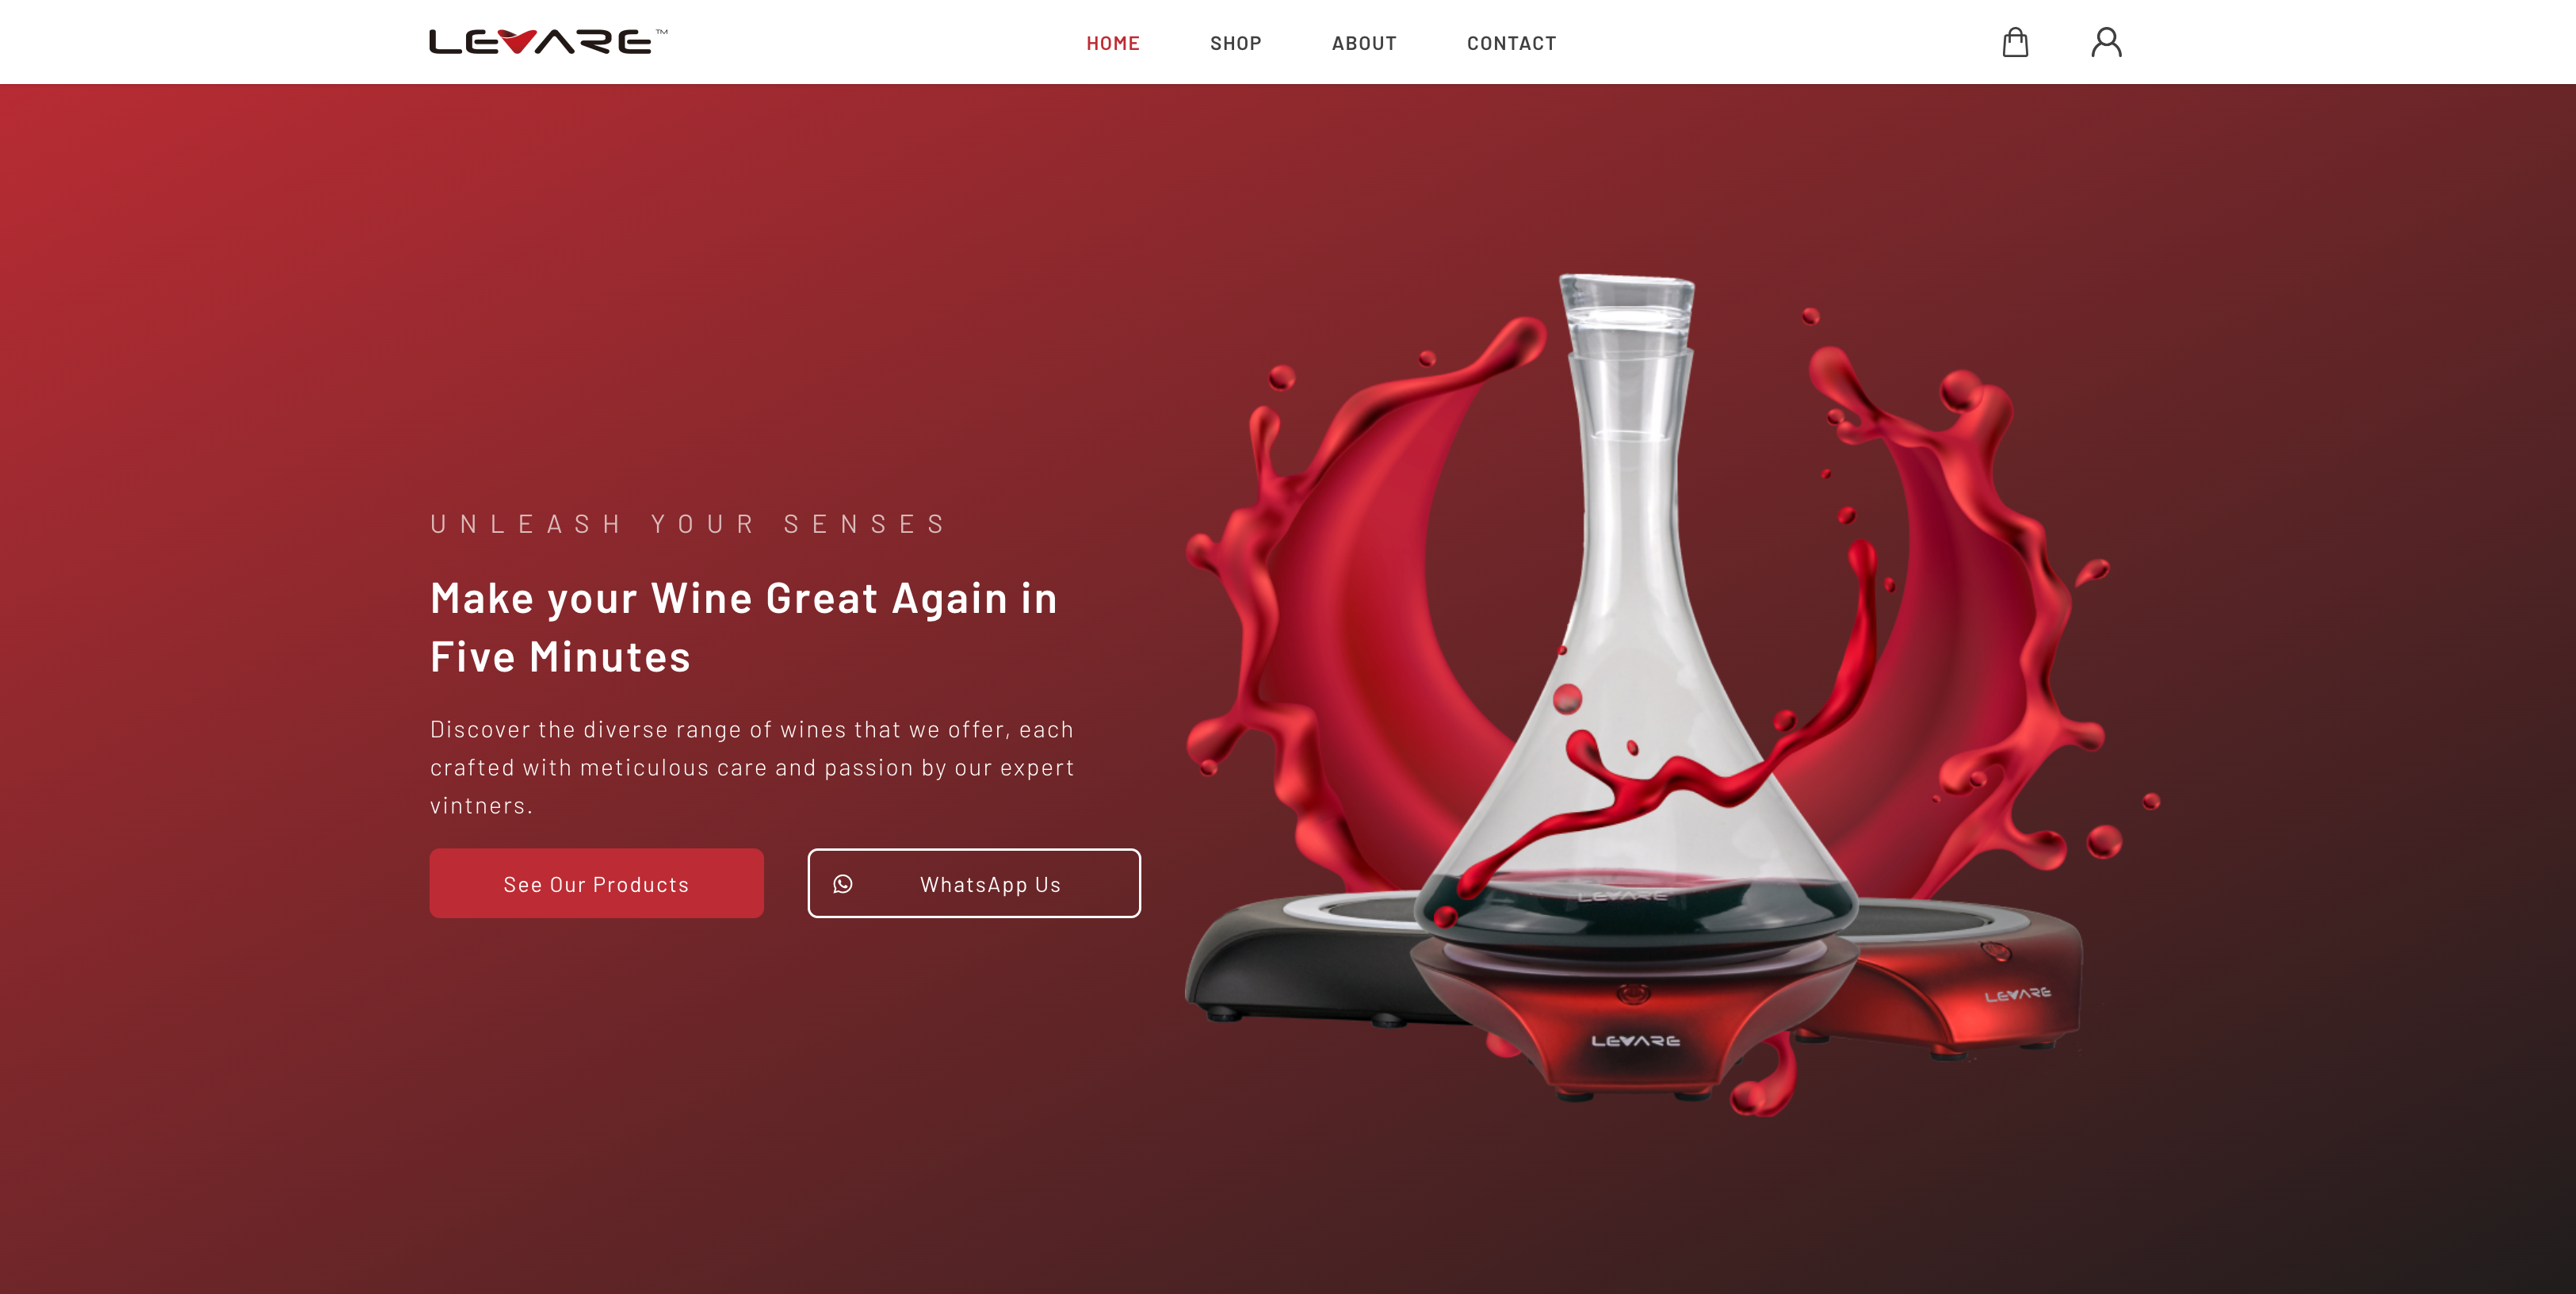 LEVARE™
HOME
SHOP
ABOUT
CONTACT
UNLEASH YOUR SENSES
Make your Wine Great Again in
Five Minutes
Discover the diverse range of wines that we offer, each
crafted with meticulous care and passion by our expert
vintners.
See Our Products
WhatsApp Us
LEVARE
LEVARE
LEVARE